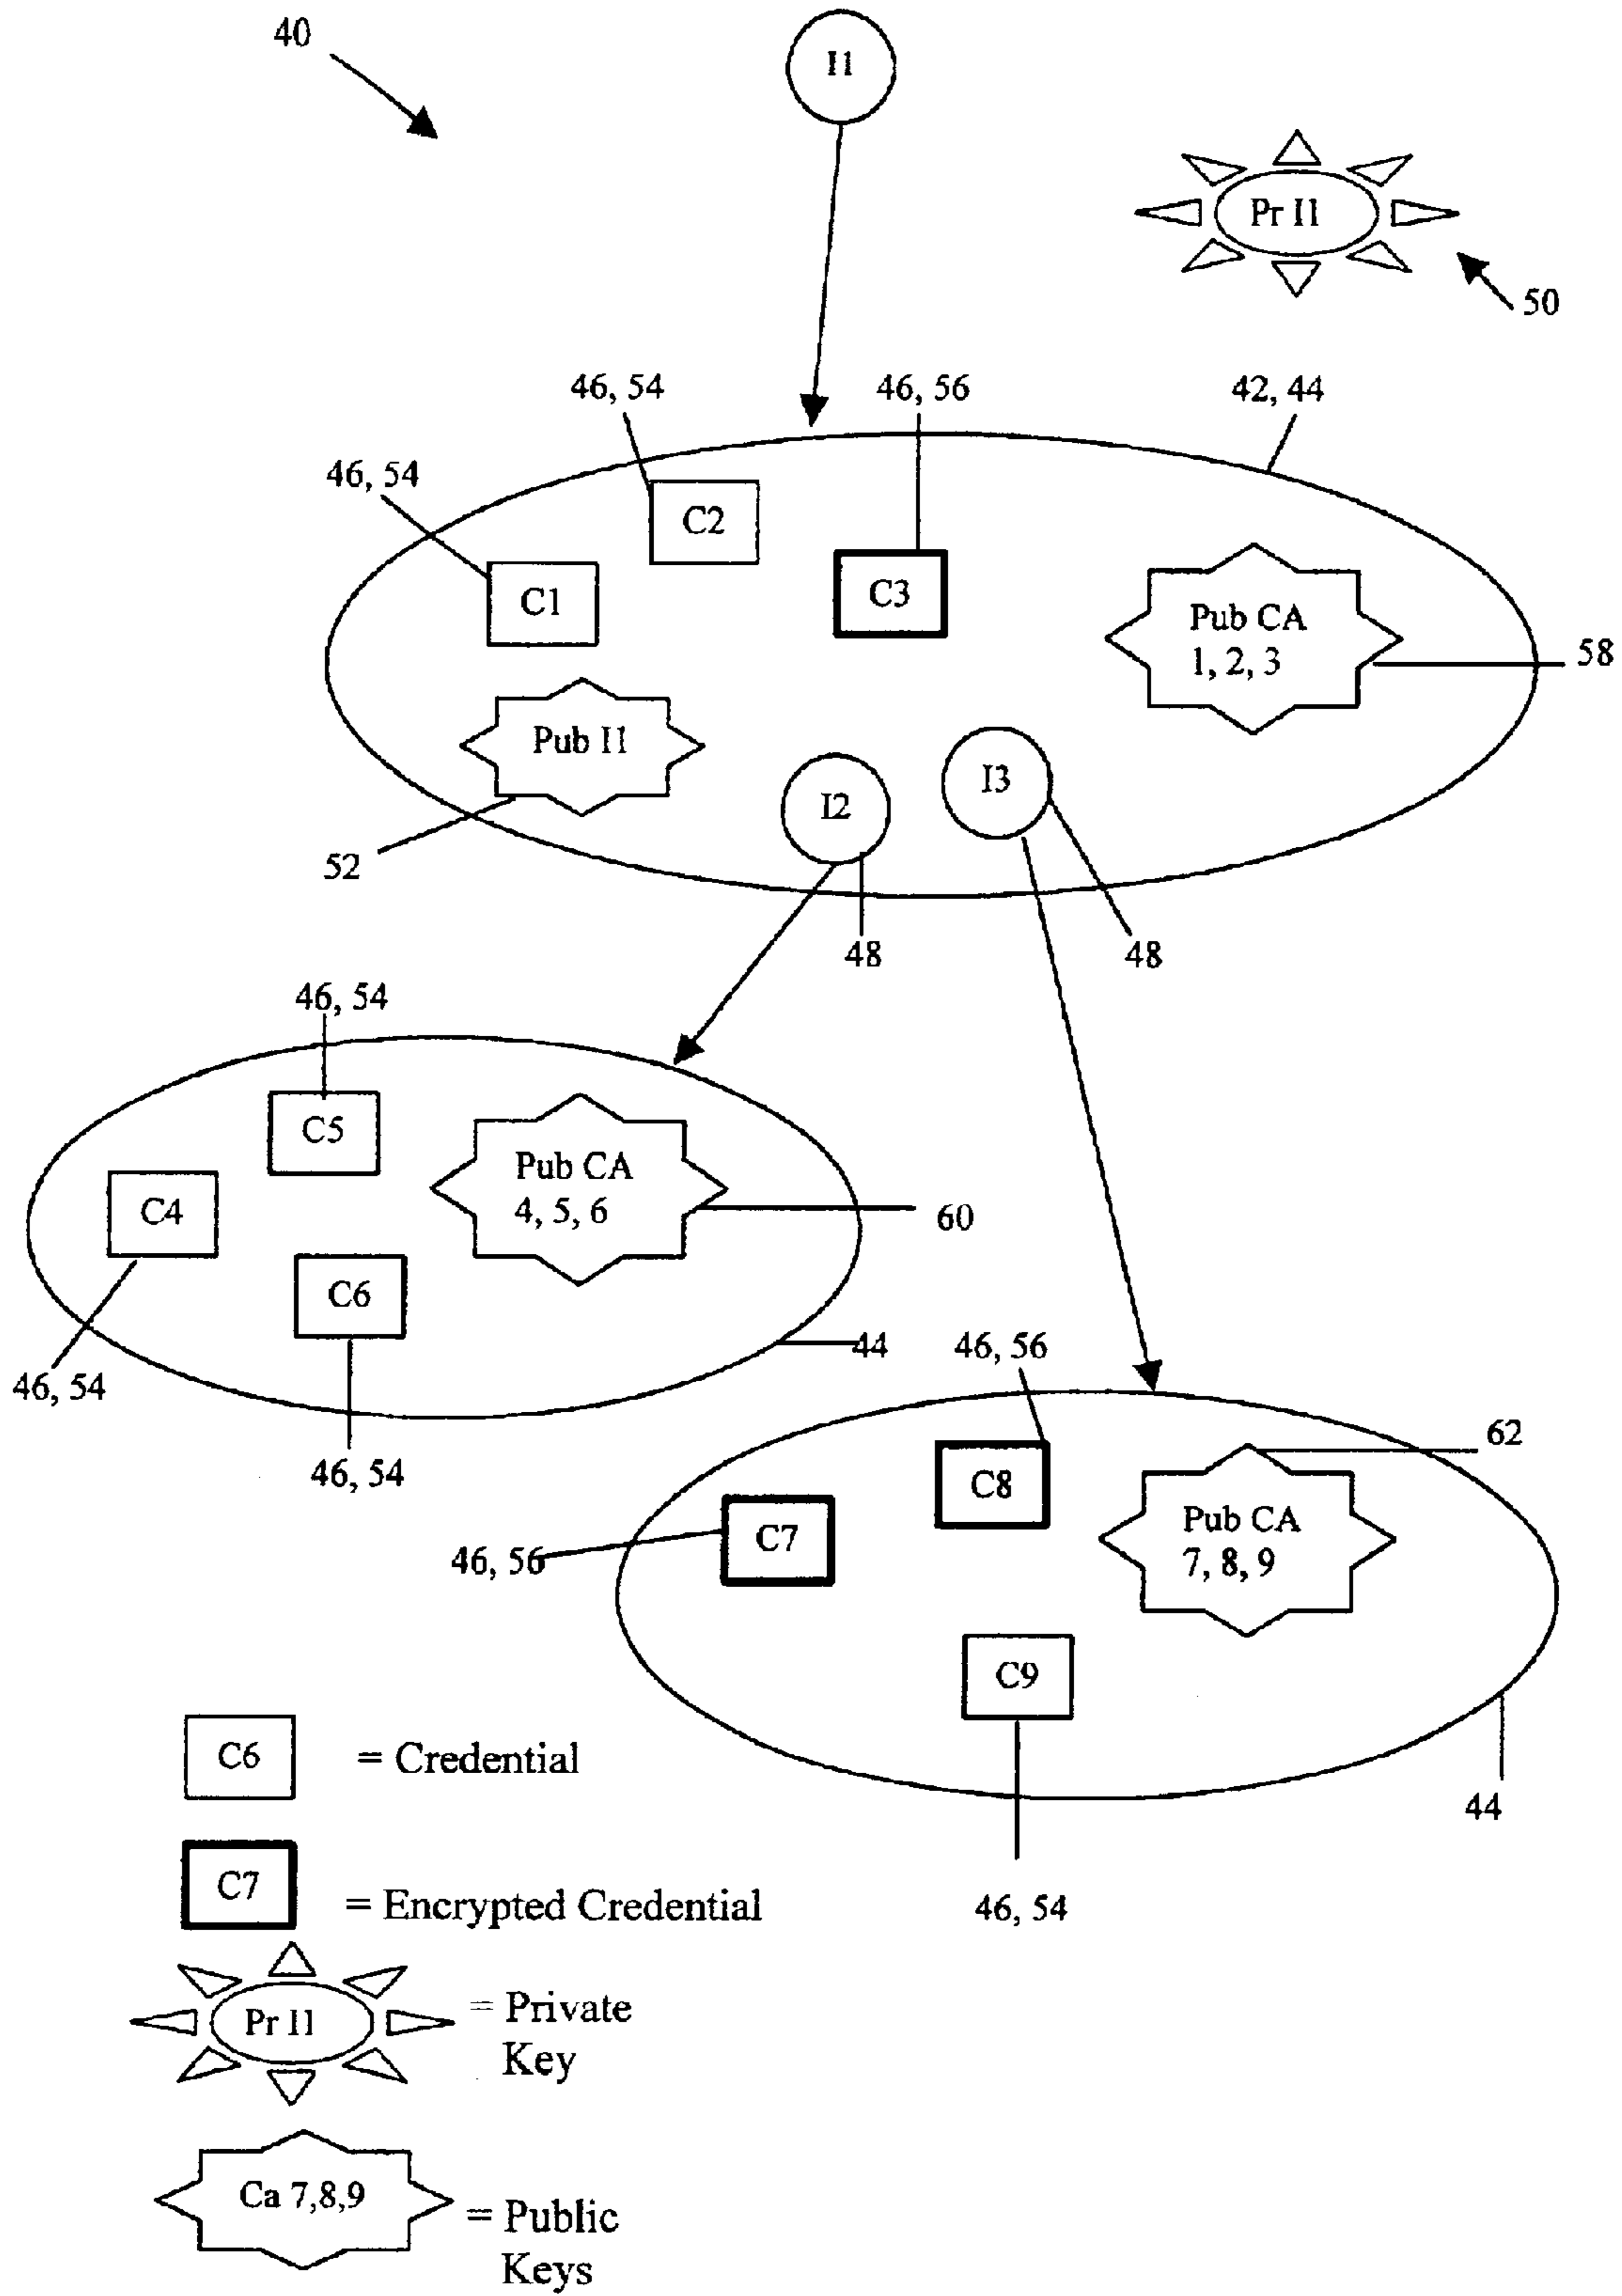 40
I1
Pr I1
50
46, 54
46, 56
42, 44
46, 54
C2
C3
C1
Pub CA
1, 2, 3
58
Pub I1
I2
I3
52
48
48
46, 54
C5
Pub CA
4, 5, 6
C4
60
C6
44
46, 56
46, 54
46, 54
62
C8
C7
Pub CA
7, 8, 9
46, 56
C9
44
46, 54
C6
= Credential
C7
= Encrypted Credential
Pr I1
= Private
Key
Ca 7,8,9
= Public
Keys